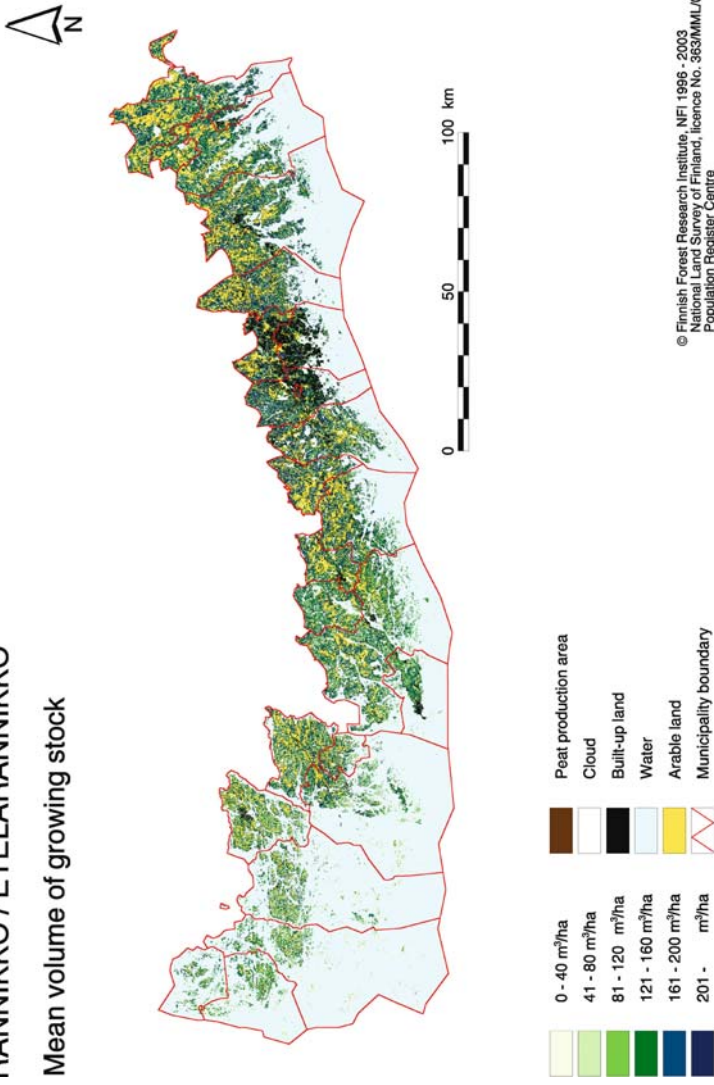 RANNIKKO / ETELÄRANNIKKO
Mean volume of growing stock
N
0 50 100 km
0 - 40 m³/ha
41 - 80 m³/ha
81 - 120 m³/ha
121 - 160 m³/ha
161 - 200 m³/ha
201 - m³/ha
Peat production area
Cloud
Built-up land
Water
Arable land
Municipality boundary
© Finnish Forest Research Institute, NFI 1996 - 2003
National Land Survey of Finland, licence No. 363/MML/
Population Register Centre